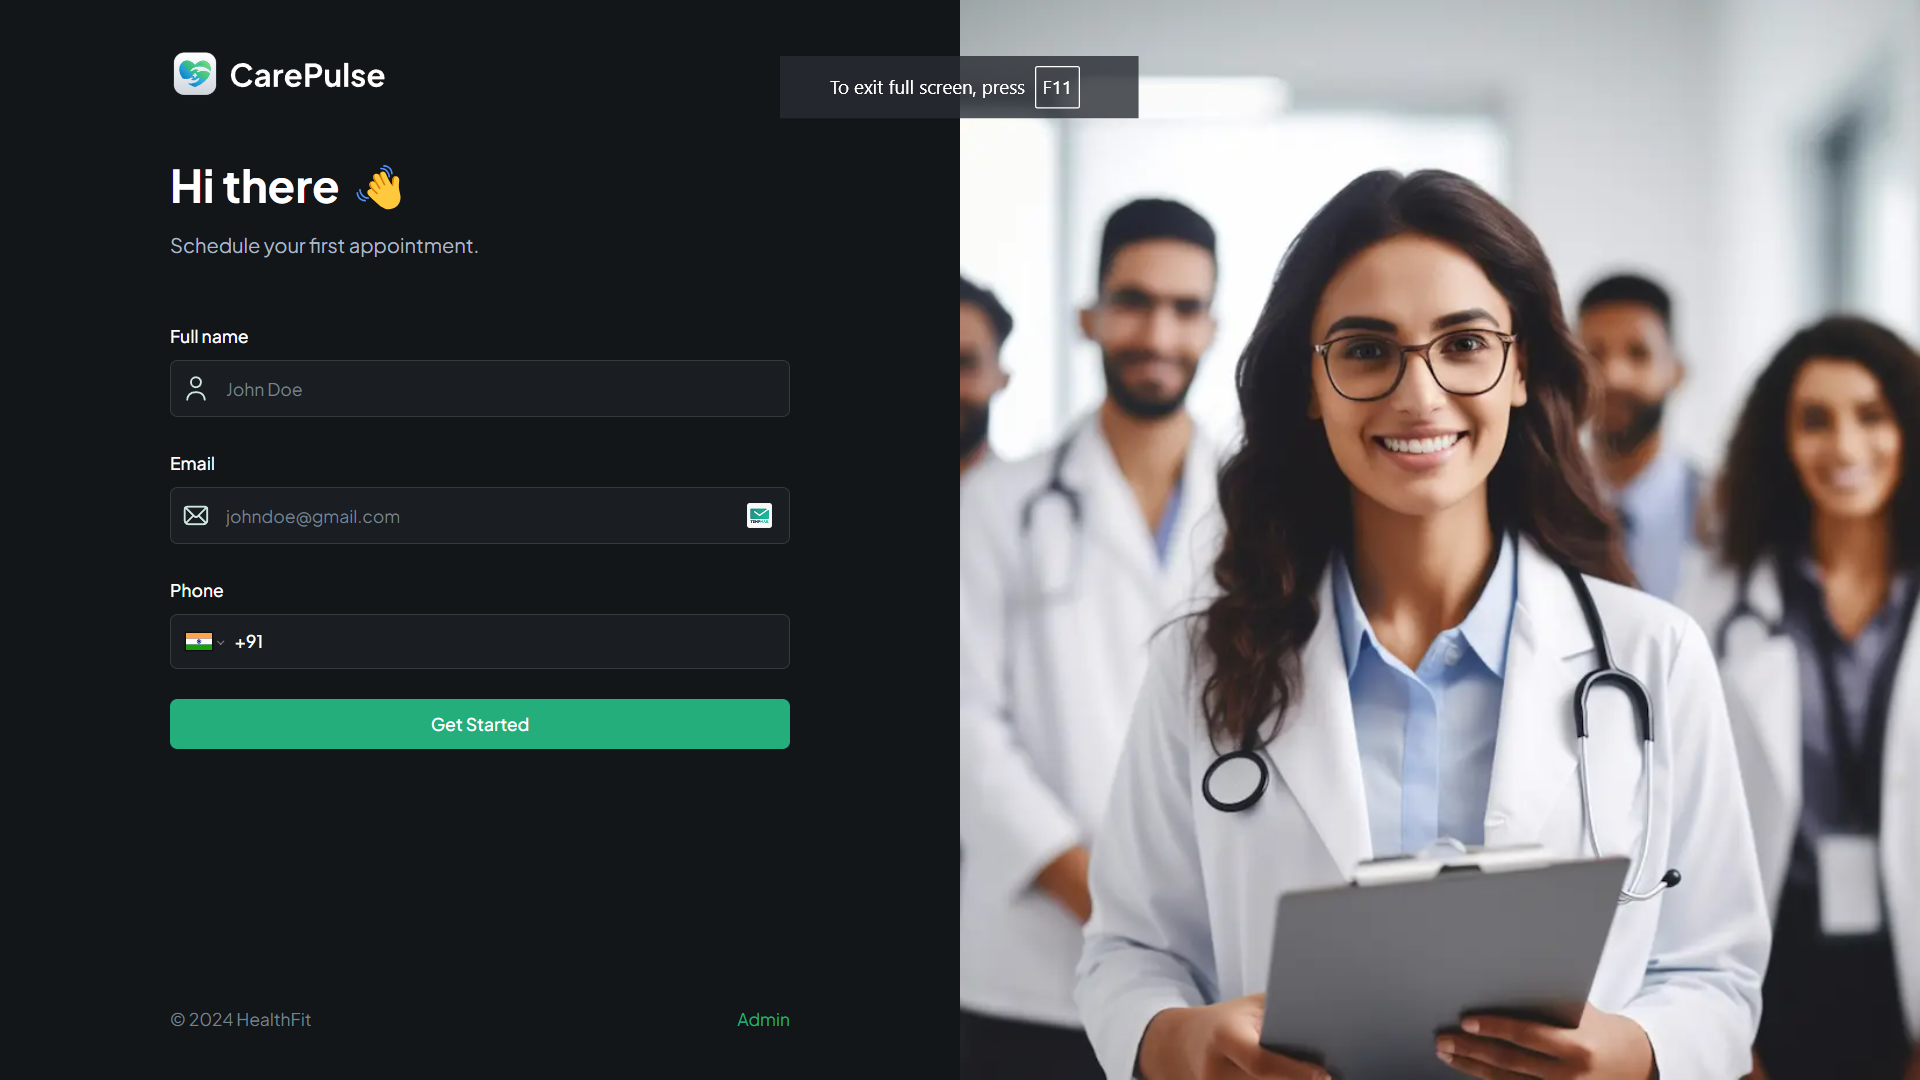 CarePulse
To exit full screen, press F11
Hi there 👋
Schedule your first appointment.
Full name
John Doe
Email
johndoe@gmail.com
Phone
+91
Get Started
© 2024 HealthFit
Admin